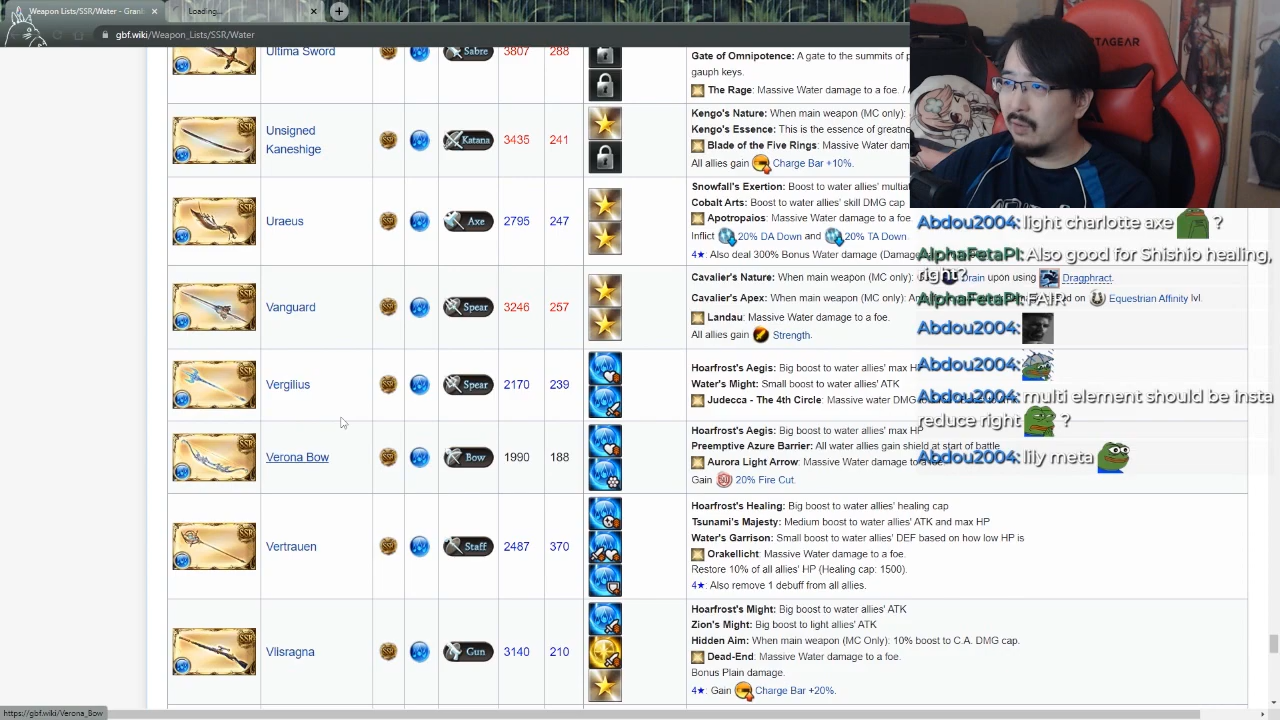 Weapon Lists/SSR/Water - Gran
Loading...
gbf.wiki/Weapon_Lists/SSR/Water
Ultima Sword
Sabre
3807
288
Gate of Omnipotence: A gate to the summits of p
gauph keys.
The Rage: Massive Water damage to a foe. /
Unsigned
Kaneshige
Katana
3435
241
Kengo's Nature: When main weapon (MC only):
Kengo's Essence: This is the essence of greatne
Blade of the Five Rings: Massive Water dam
All allies gain Charge Bar +10%.
Uraeus
Axe
2795
247
Snowfall's Exertion: Boost to water allies' multiat
Cobalt Arts: Boost to water allies' skill DMG cap
Apotropaios: Massive Water damage to a foe
Inflict 20% DA Down and 20% TA Down
4★: Also deal 300% Bonus Water damage (Damage
Vanguard
Spear
3246
257
Cavalier's Nature: When main weapon (MC only): Drain upon using Dragphract.
Cavalier's Apex: When main weapon (MC only): on Equestrian Affinity lvl.
Landau: Massive Water damage to a foe.
All allies gain Strength.
Vergilius
Spear
2170
239
Hoarfrost's Aegis: Big boost to water allies' max HP
Water's Might: Small boost to water allies' ATK
Judecca - The 4th Circle: Massive water DMG
Verona Bow
Bow
1990
188
Hoarfrost's Aegis: Big boost to water allies' max HP
Preemptive Azure Barrier: All water allies gain shield at start of battle
Aurora Light Arrow: Massive Water damage to a foe
Gain 20% Fire Cut.
Vertrauen
Staff
2487
370
Hoarfrost's Healing: Big boost to water allies' healing cap
Tsunami's Majesty: Medium boost to water allies' ATK and max HP
Water's Garrison: Small boost to water allies' DEF based on how low HP is
Orakellicht: Massive Water damage to a foe.
Restore 10% of all allies' HP (Healing cap: 1500).
4★: Also remove 1 debuff from all allies.
Vlisragna
Gun
3140
210
Hoarfrost's Might: Big boost to water allies' ATK
Zion's Might: Big boost to light allies' ATK
Hidden Aim: When main weapon (MC Only): 10% boost to C.A. DMG cap.
Dead-End: Massive Water damage to a foe.
Bonus Plain damage.
4★: Gain Charge Bar +20%.
Abdou2004: light charlotte axe ?
AlphaFetaPI: Also good for Shishio healing,
right?
AlphaFetaPI: FAIR
Abdou2004:
Abdou2004:
Abdou2004: multi element should be insta
reduce right ?
Abdou2004: lily meta
https://gbf.wiki/Verona_Bow